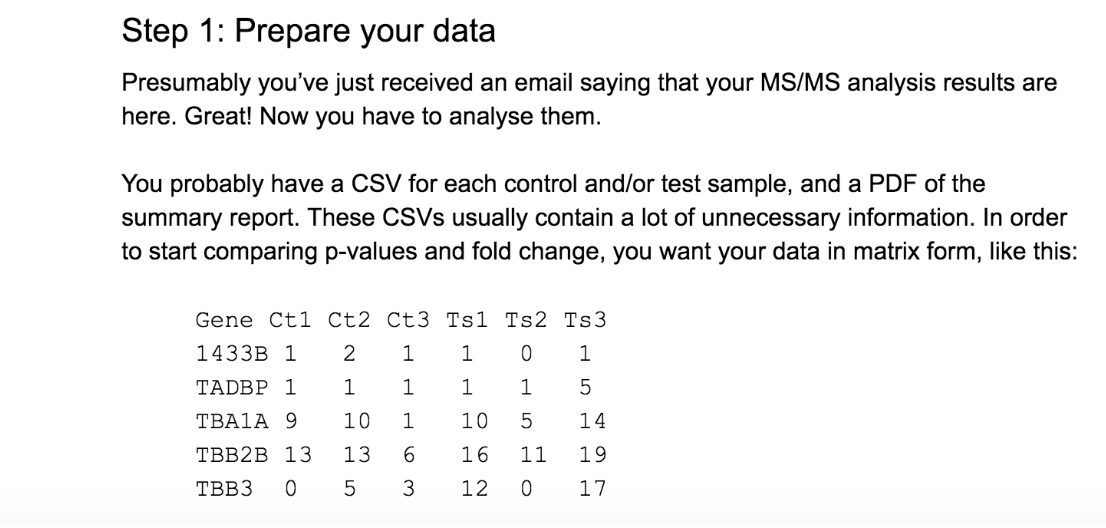 Step 1: Prepare your data
Presumably you’ve just received an email saying that your MS/MS analysis results are
here. Great! Now you have to analyse them.
You probably have a CSV for each control and/or test sample, and a PDF of the
summary report. These CSVs usually contain a lot of unnecessary information. In order
to start comparing p-values and fold change, you want your data in matrix form, like this:
Gene Ct1 Ct2 Ct3 Ts1 Ts2 Ts3
1433B 1 2 1 1 0 1
TADBP 1 1 1 1 1 5
TBA1A 9 10 1 10 5 14
TBB2B 13 13 6 16 11 19
TBB3 0 5 3 12 0 17